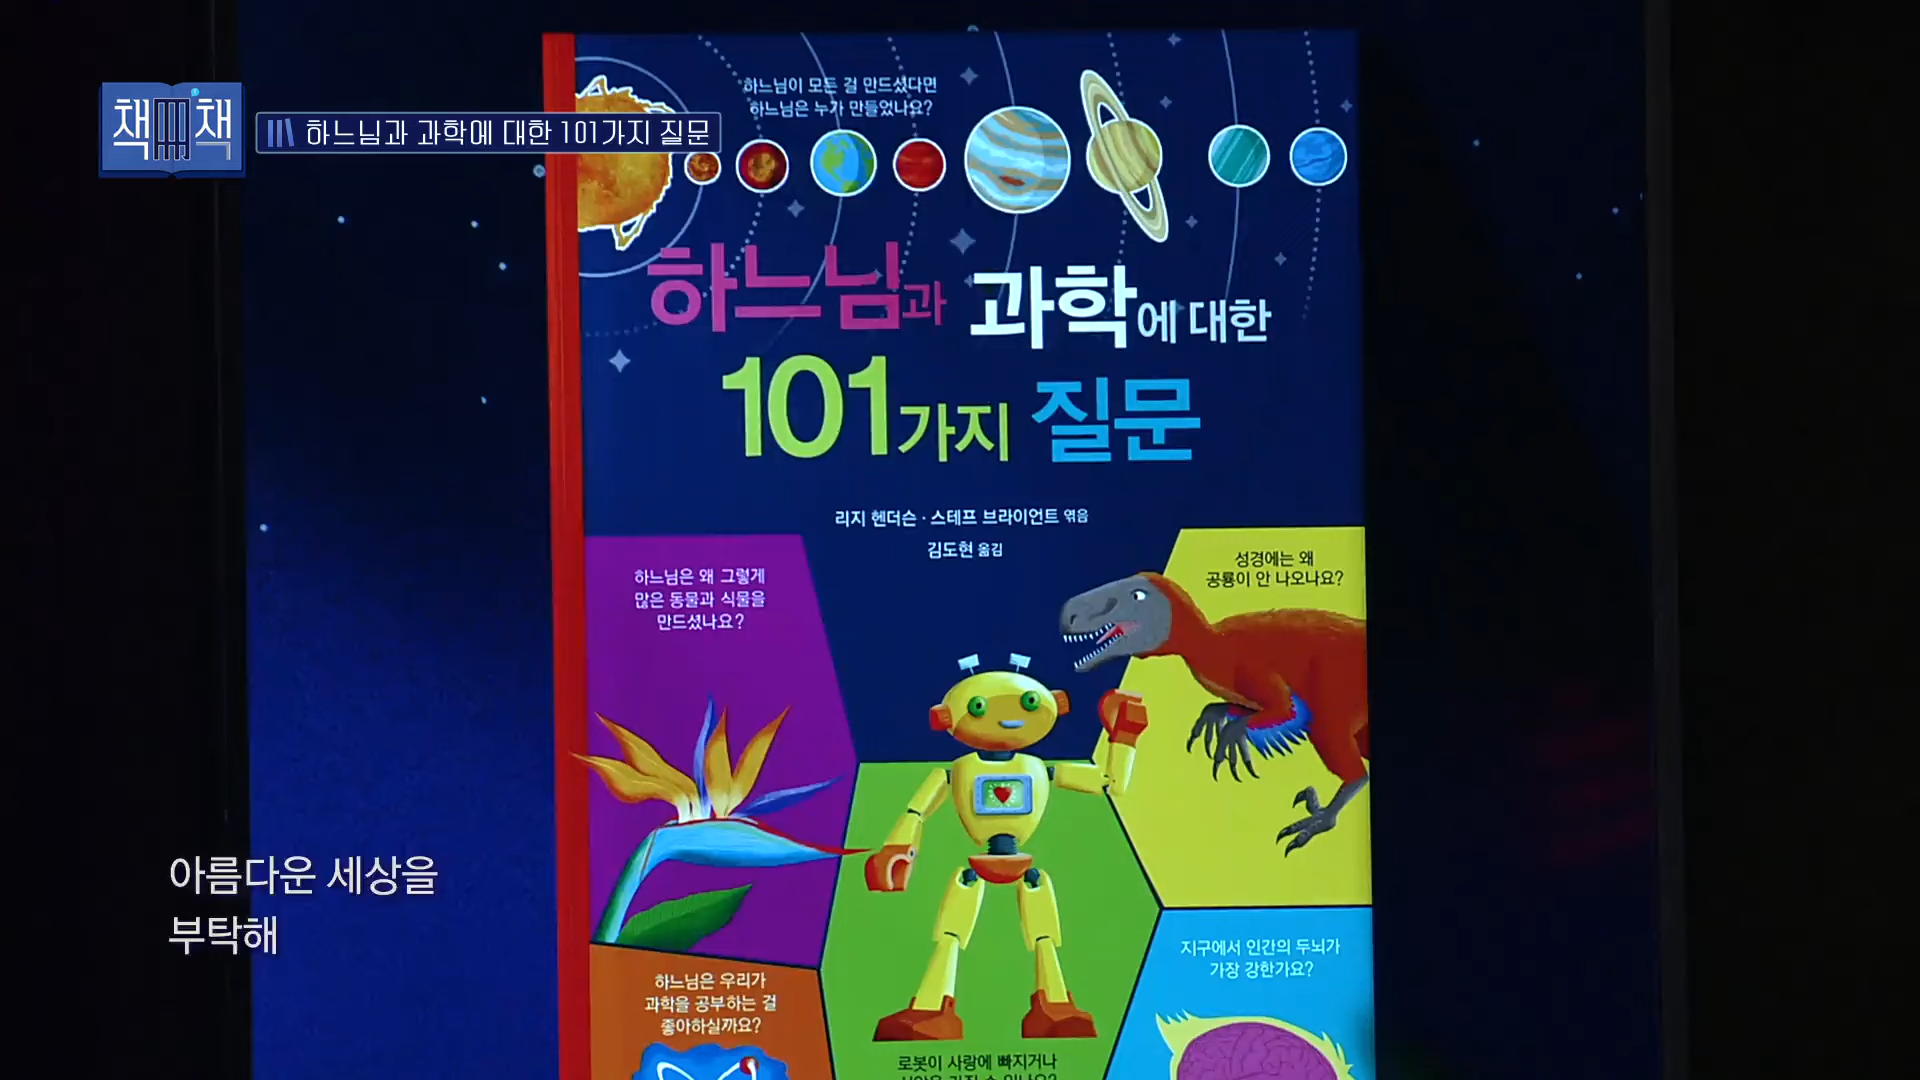 책책
하느님과 과학에 대한 101가지 질문
하느님이 모든 걸 만드셨다면
하느님은 누가 만들었나요?
하느님과 과학에 대한
101가지 질문
리지 헨더슨 · 스테프 브라이언트 엮음
김도현 옮김
하느님은 왜 그렇게
많은 동물과 식물을
만드셨나요?
성경에는 왜
공룡이 안 나오나요?
아름다운 세상을
부탁해
지구에서 인간의 두뇌가
가장 강한가요?
하느님은 우리가
과학을 공부하는 걸
좋아하실까요?
로봇이 사랑에 빠지거나